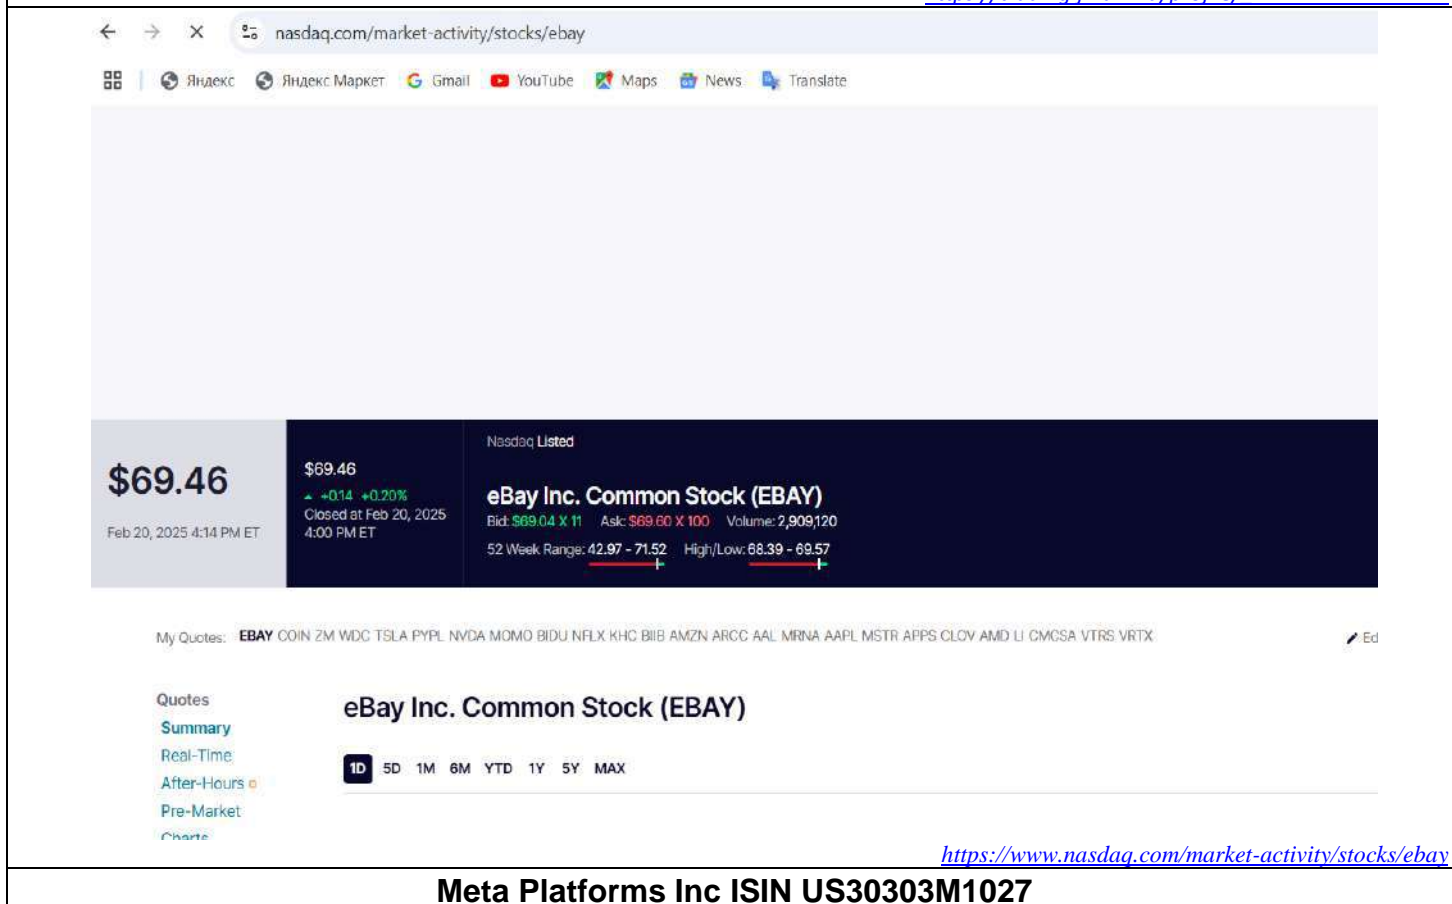 nasdaq.com/market-activity/stocks/ebay
Яндекс Яндекс Маркет Gmail YouTube Maps News Translate
$69.46
Feb 20, 2025 4:14 PM ET
$69.46
+0.14 +0.20%
Closed at Feb 20, 2025
4:00 PM ET
Nasdaq Listed
eBay Inc. Common Stock (EBAY)
Bid: $69.04 X 11 Ask: $69.60 X 100 Volume: 2,909,120
52 Week Range: 42.97 - 71.52 High/Low: 68.39 - 69.57
My Quotes: EBAY COIN ZM WDC TSLA PYPL NVDA MOMO BIDU NFLX KHC BIIB AMZN ARCC AAL MRNA AAPL MSTR APPS CLOV AMD LI CMCSA VTRS VRTX
Ed
Quotes
Summary
Real-Time
After-Hours
Pre-Market
Charts
eBay Inc. Common Stock (EBAY)
1D 5D 1M 6M YTD 1Y 5Y MAX
https://www.nasdaq.com/market-activity/stocks/ebay
Meta Platforms Inc ISIN US30303M1027